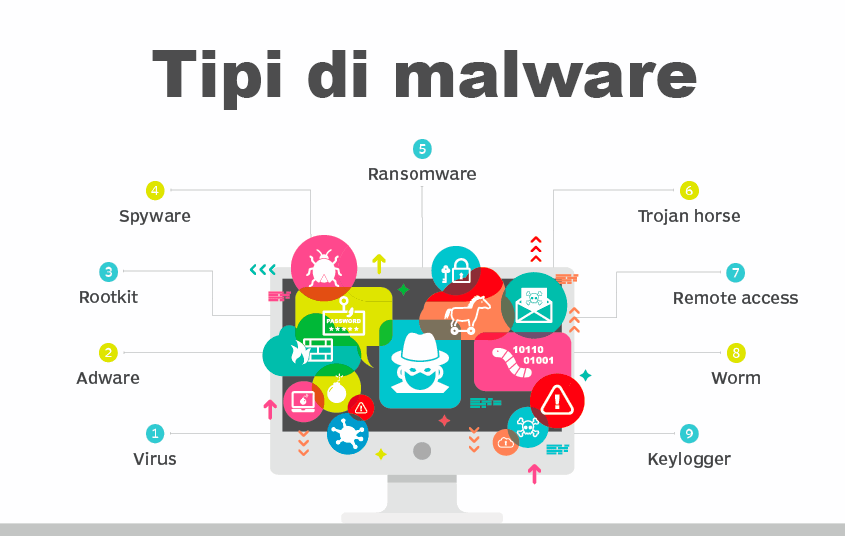 Tipi di malware
5
Ransomware
4
Spyware
6
Trojan horse
3
Rootkit
7
Remote access
2
Adware
8
Worm
1
Virus
9
Keylogger
PASSWORD
★★★★★
10110
01001